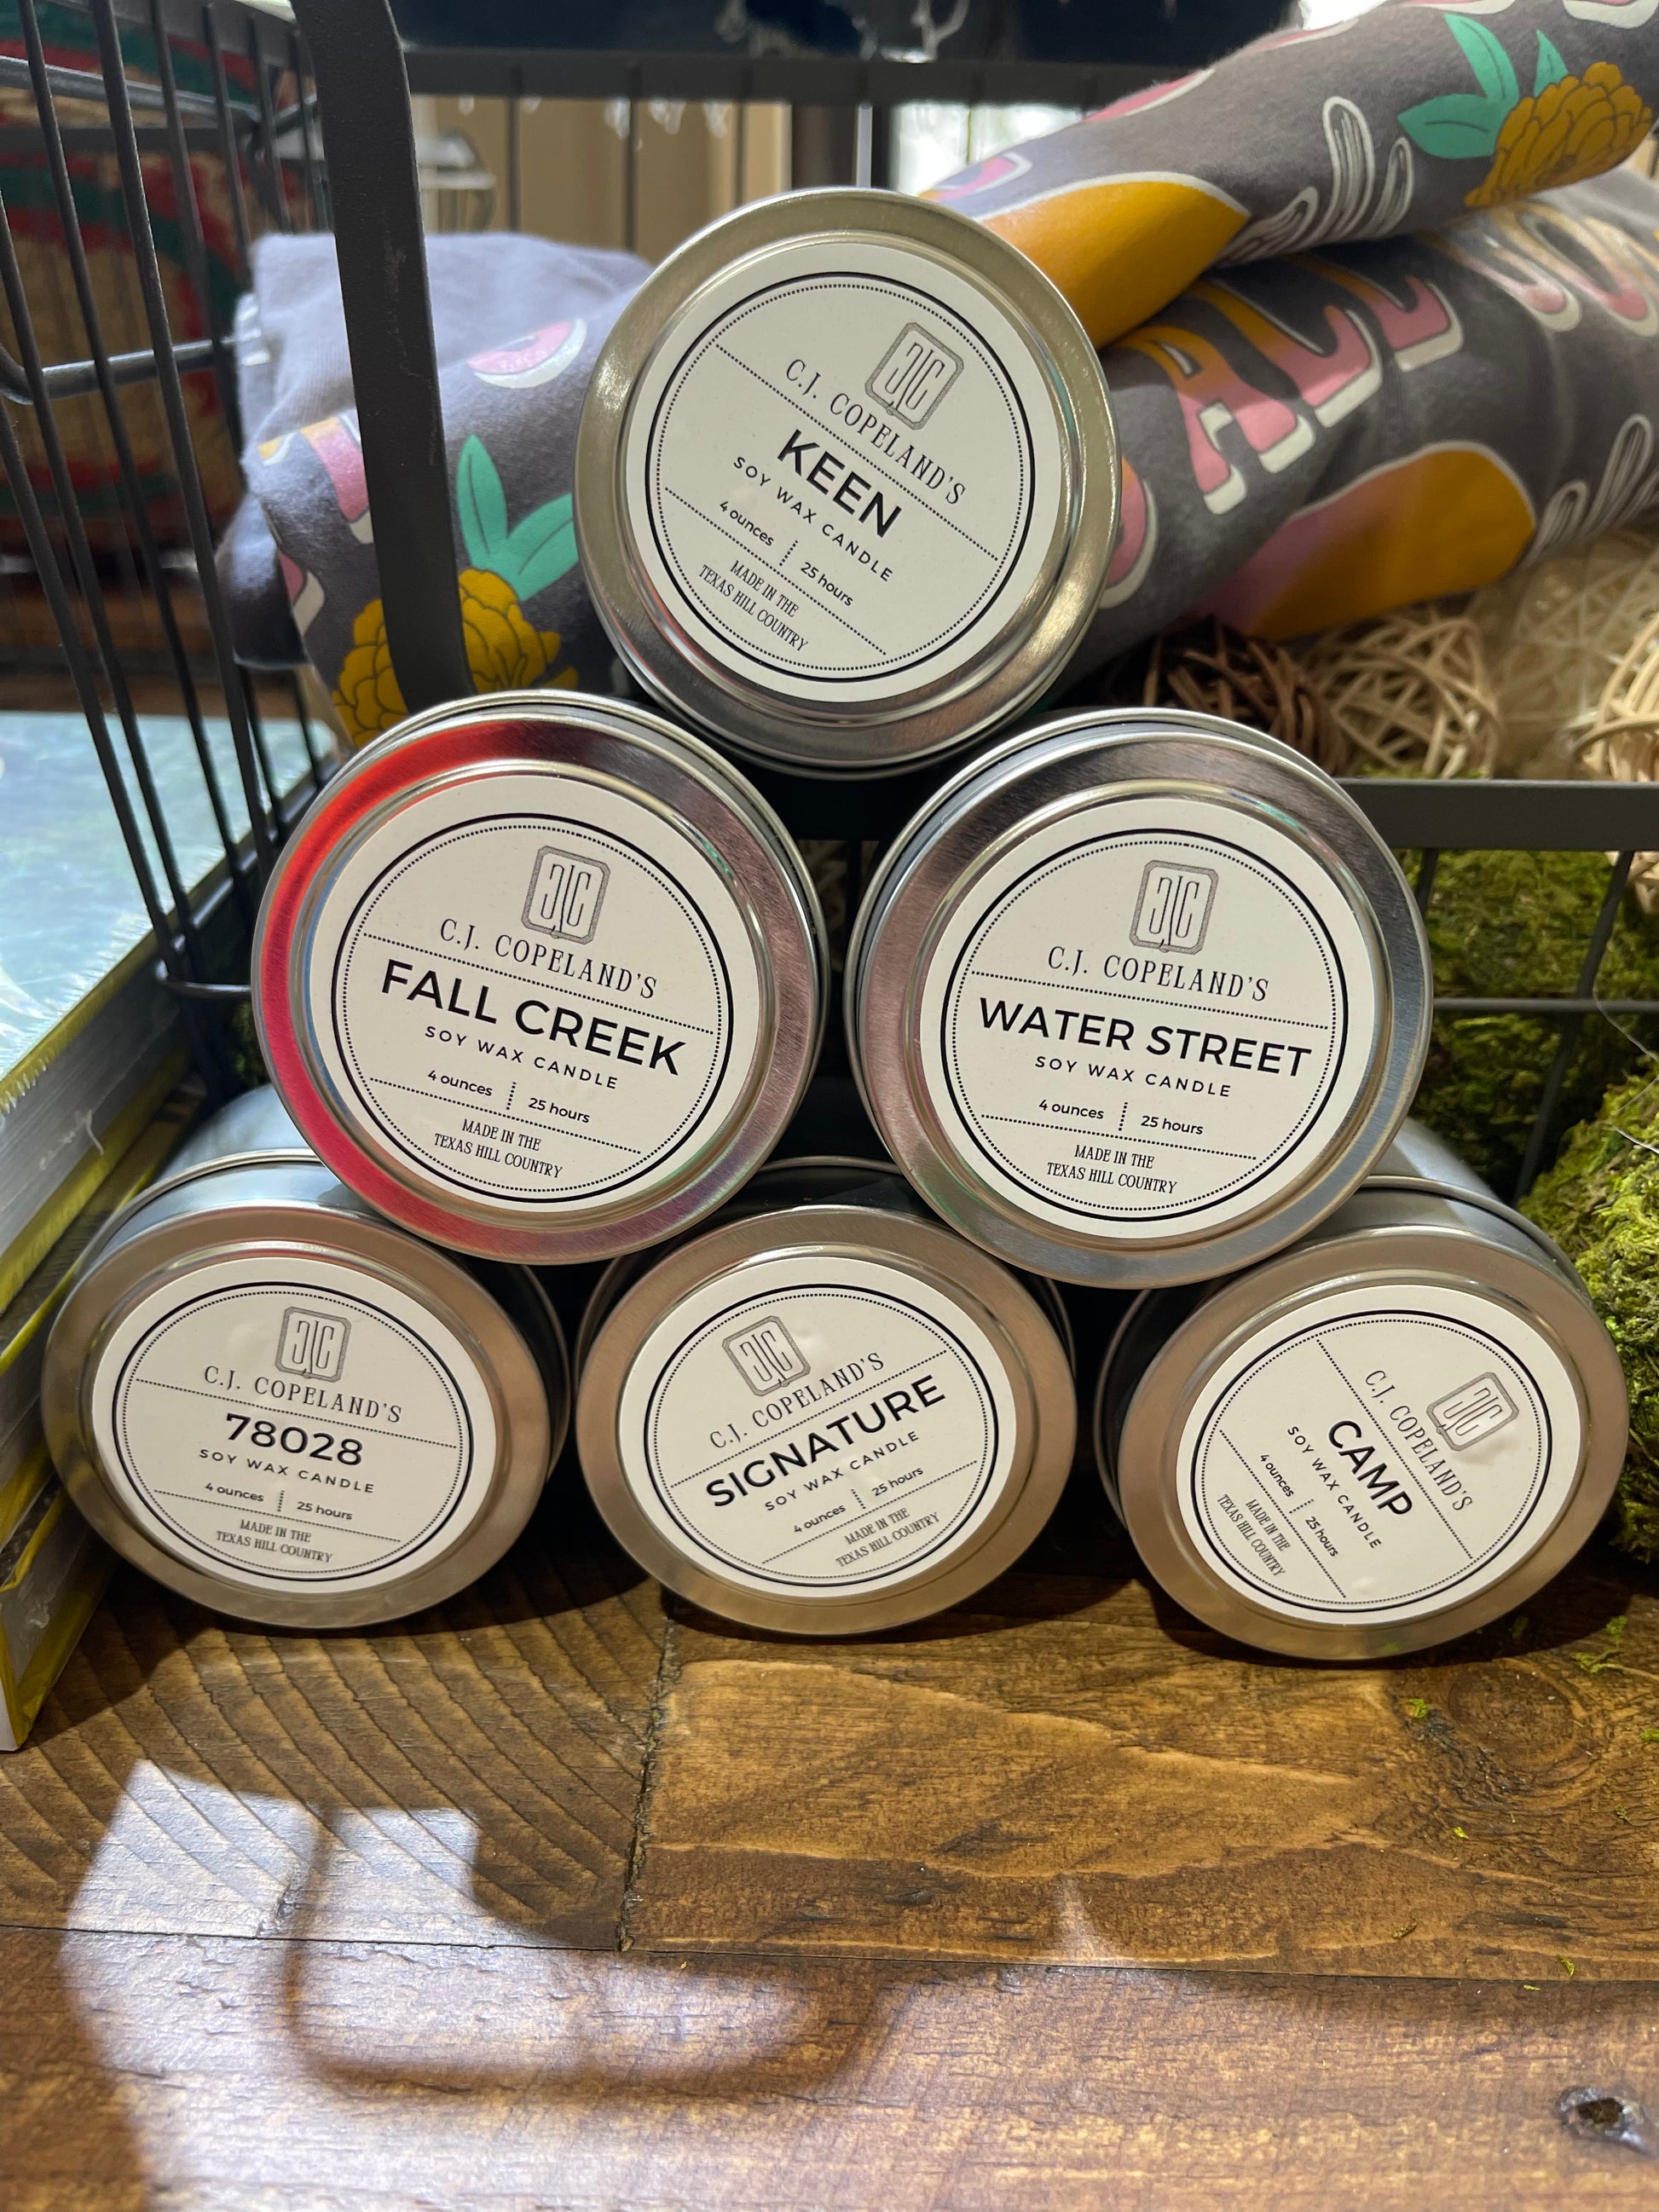 C.J. COPELAND'S
KEEN
SOY WAX CANDLE
4 ounces 25 hours
MADE IN THE
TEXAS HILL COUNTRY
C.J. COPELAND'S
FALL CREEK
SOY WAX CANDLE
4 ounces 25 hours
MADE IN THE
TEXAS HILL COUNTRY
C.J. COPELAND'S
WATER STREET
SOY WAX CANDLE
4 ounces 25 hours
MADE IN THE
TEXAS HILL COUNTRY
C.J. COPELAND'S
78028
SOY WAX CANDLE
4 ounces 25 hours
MADE IN THE
TEXAS HILL COUNTRY
C.J. COPELAND'S
SIGNATURE
SOY WAX CANDLE
4 ounces 25 hours
MADE IN THE
TEXAS HILL COUNTRY
C.J. COPELAND'S
CAMP
SOY WAX CANDLE
4 ounces 25 hours
MADE IN THE
TEXAS HILL COUNTRY